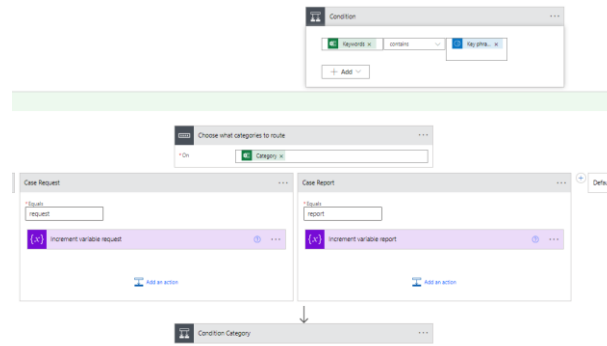 Condition
Keywords x contains Key phra... x
Add
Choose what categories to route
*On Category x
Case Request
*Equals
request
{x} Increment variable request
Add an action
Case Report
*Equals
report
{x} Increment variable report
Add an action
Defau
Condition Category